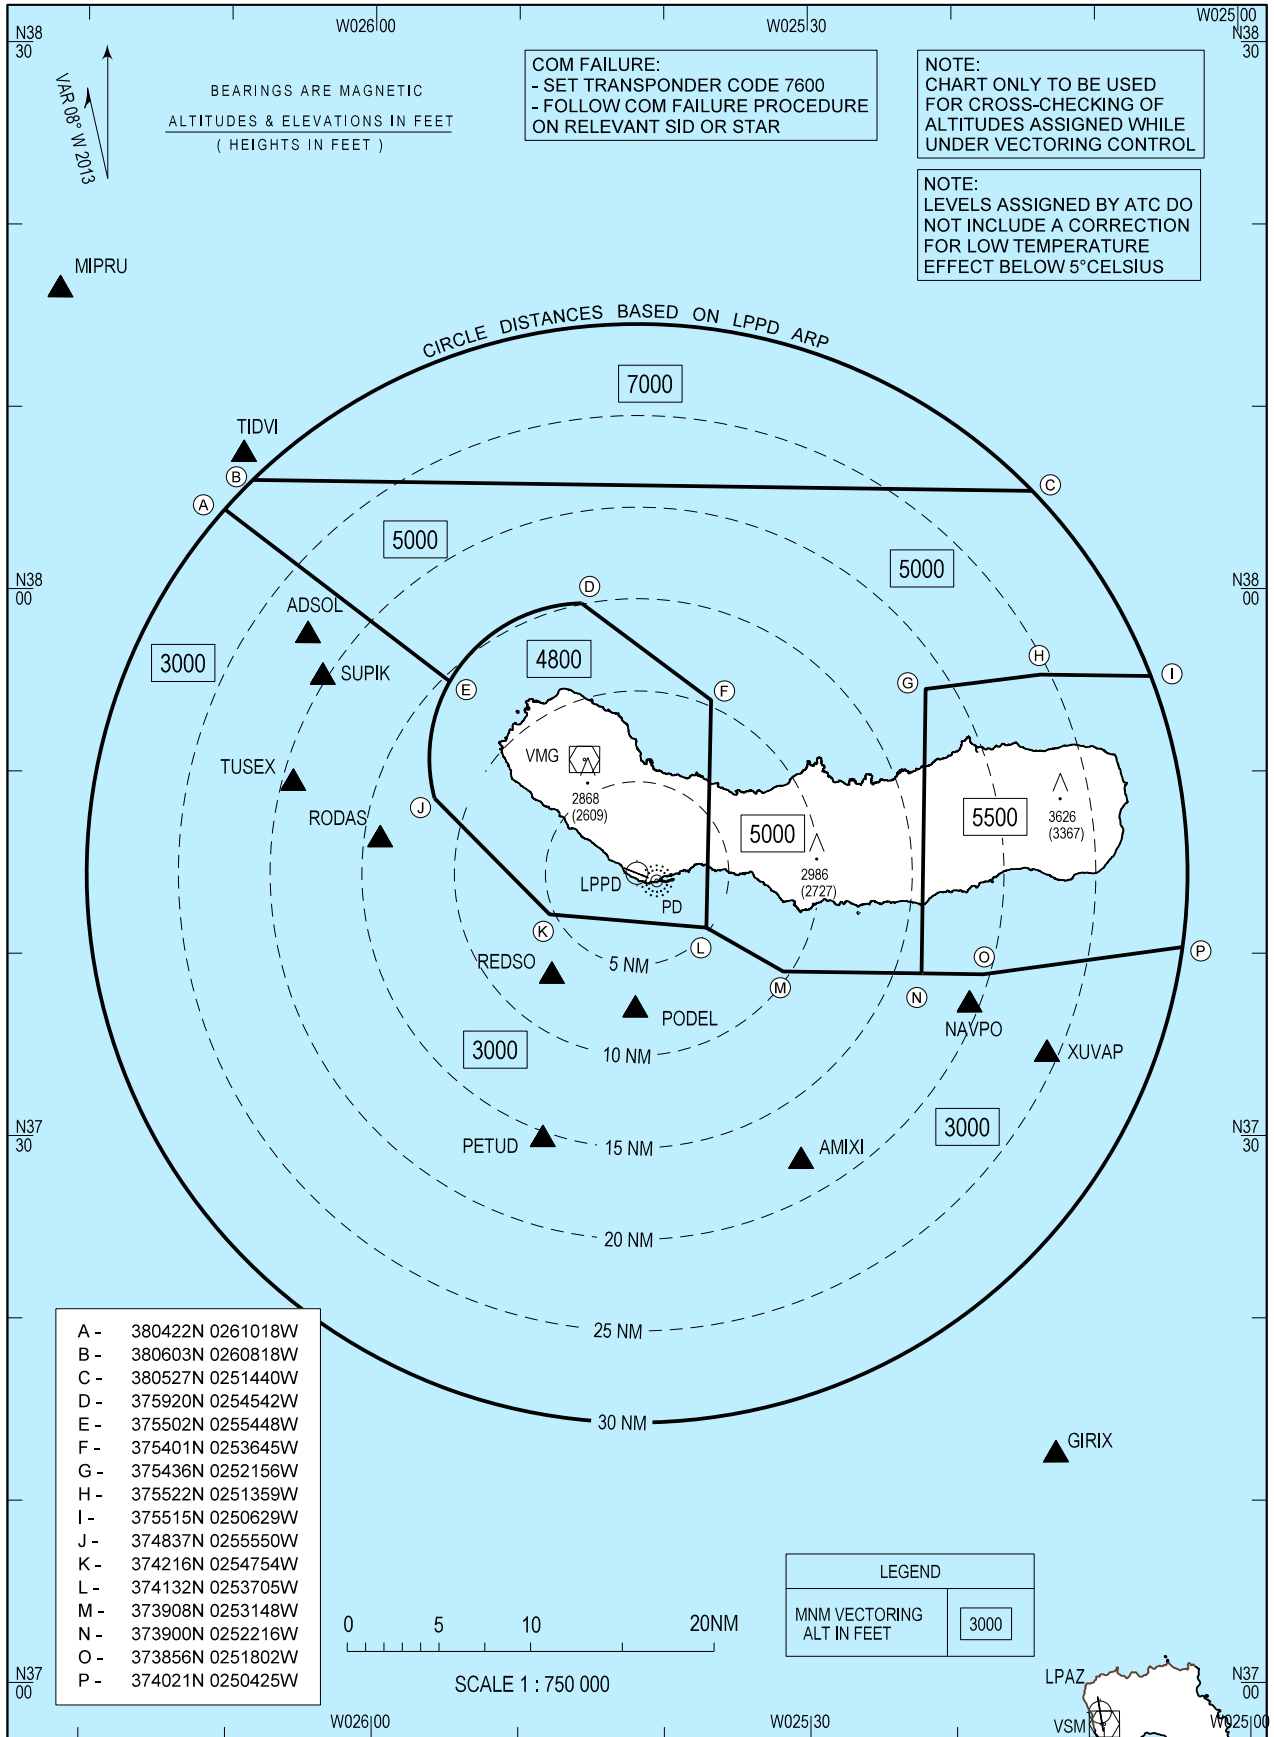 W026 00
W025 30
W025 00
N38
30
N38
30
VAR 08° W 2013
BEARINGS ARE MAGNETIC
ALTITUDES & ELEVATIONS IN FEET
( HEIGHTS IN FEET )
COM FAILURE:
- SET TRANSPONDER CODE 7600
- FOLLOW COM FAILURE PROCEDURE
ON RELEVANT SID OR STAR
NOTE:
CHART ONLY TO BE USED
FOR CROSS-CHECKING OF
ALTITUDES ASSIGNED WHILE
UNDER VECTORING CONTROL
NOTE:
LEVELS ASSIGNED BY ATC DO
NOT INCLUDE A CORRECTION
FOR LOW TEMPERATURE
EFFECT BELOW 5°CELSIUS
MIPRU
CIRCLE DISTANCES BASED ON LPPD ARP
7000
TIDVI
B
C
A
5000
5000
N38
00
N38
00
D
ADSOL
3000
SUPIK
4800
H
I
E
F
G
VMG
TUSEX
2868
(2609)
J
RODAS
5000
5500
3626
(3367)
2986
(2727)
LPPD
PD
K
L
REDSO
5 NM
M
O
P
N
PODEL
NAVPO
3000
10 NM
XUVAP
N37
30
N37
30
PETUD
15 NM
AMIXI
3000
20 NM
25 NM
30 NM
GIRIX
A - 380422N 0261018W
B - 380603N 0260818W
C - 380527N 0251440W
D - 375920N 0254542W
E - 375502N 0255448W
F - 375401N 0253645W
G - 375436N 0252156W
H - 375522N 0251359W
I - 375515N 0250629W
J - 374837N 0255550W
K - 374216N 0254754W
L - 374132N 0253705W
M - 373908N 0253148W
N - 373900N 0252216W
O - 373856N 0251802W
P - 374021N 0250425W
0 5 10 20NM
SCALE 1 : 750 000
LEGEND
MNM VECTORING
ALT IN FEET
3000
LPAZ
VSM
N37
00
N37
00
W026 00
W025 30
W025 00